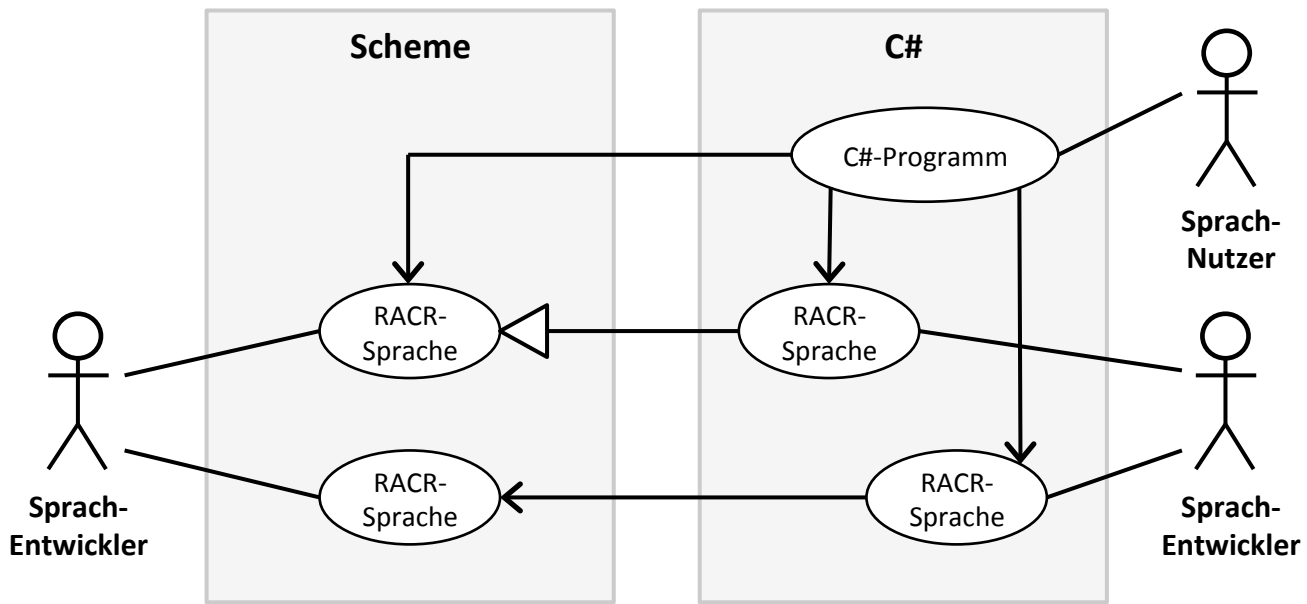 Scheme
C#
C#-Programm
Sprach-
Nutzer
RACR-
Sprache
RACR-
Sprache
Sprach-
Entwickler
RACR-
Sprache
RACR-
Sprache
Sprach-
Entwickler